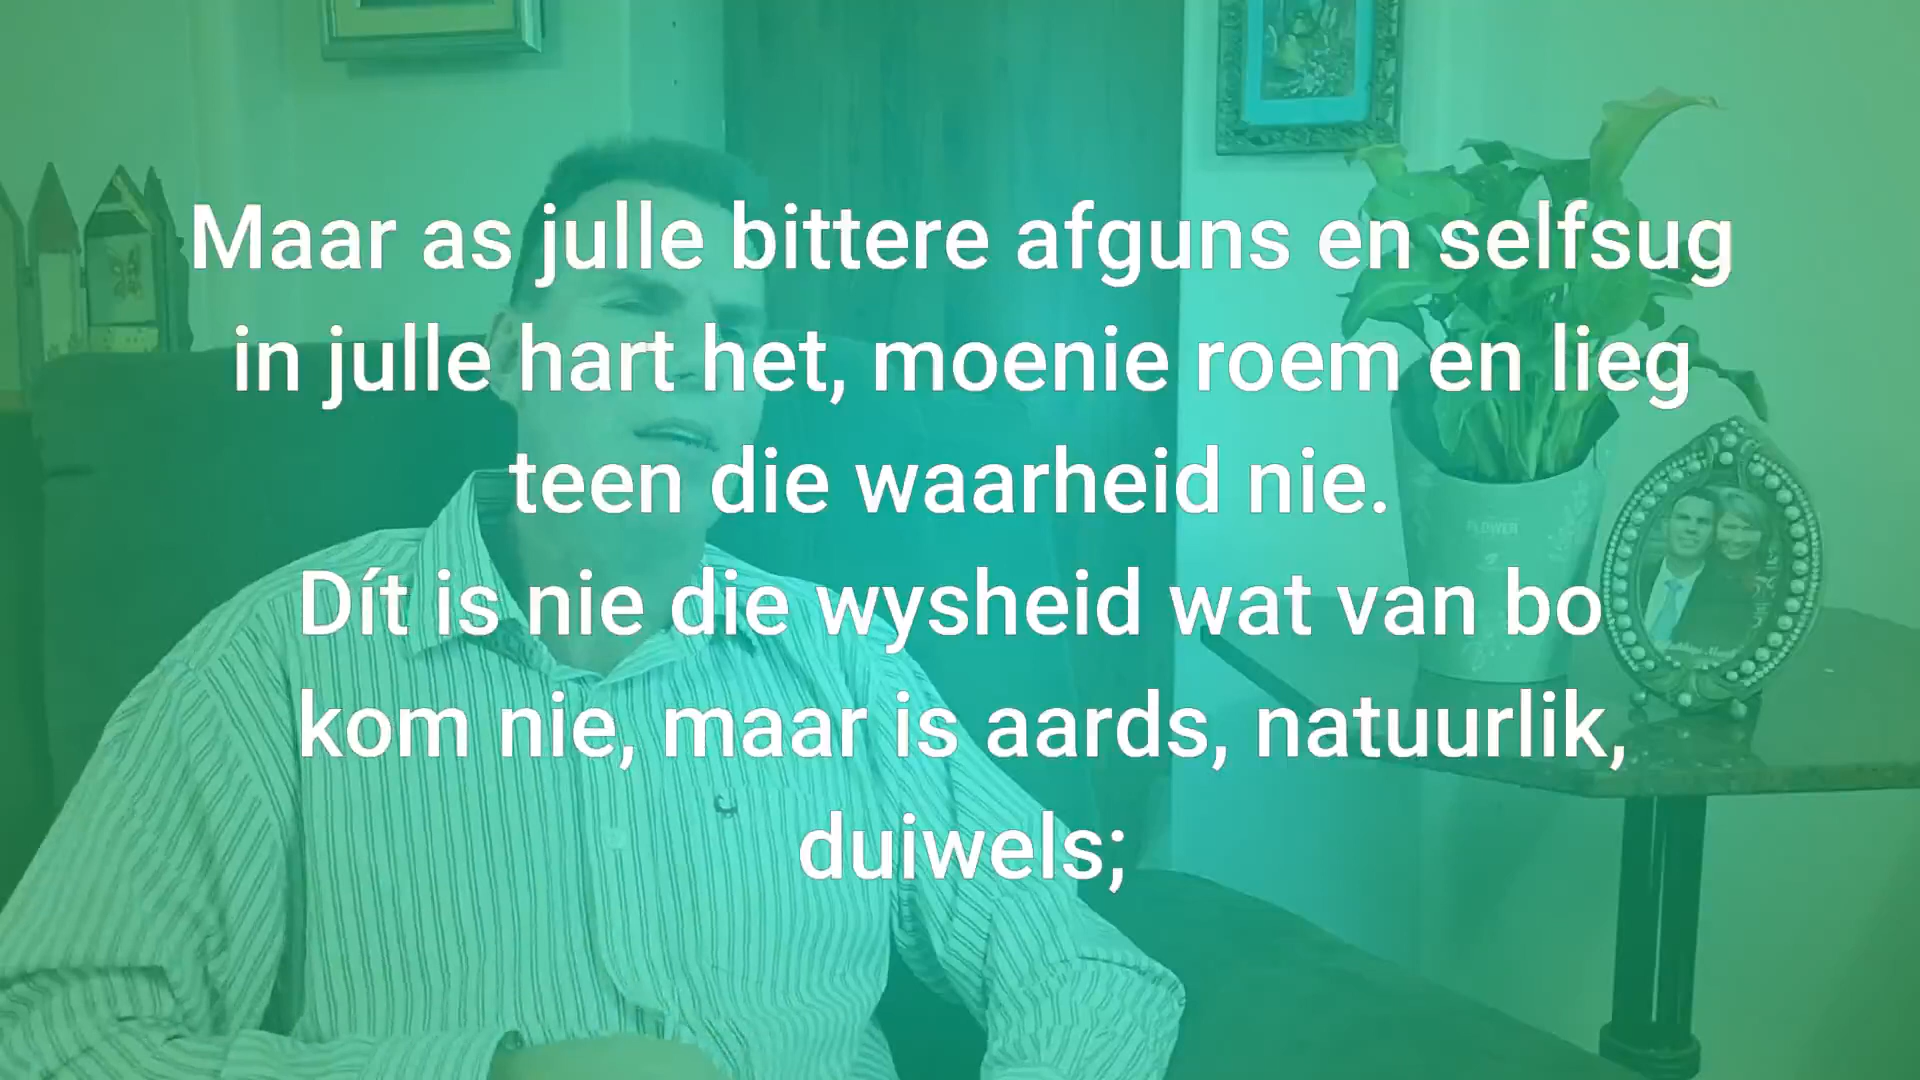 Maar as julle bittere afguns en selfsug
in julle hart het, moenie roem en lieg
teen die waarheid nie.
Dít is nie die wysheid wat van bo
kom nie, maar is aards, natuurlik,
duiwels;
FLOWER